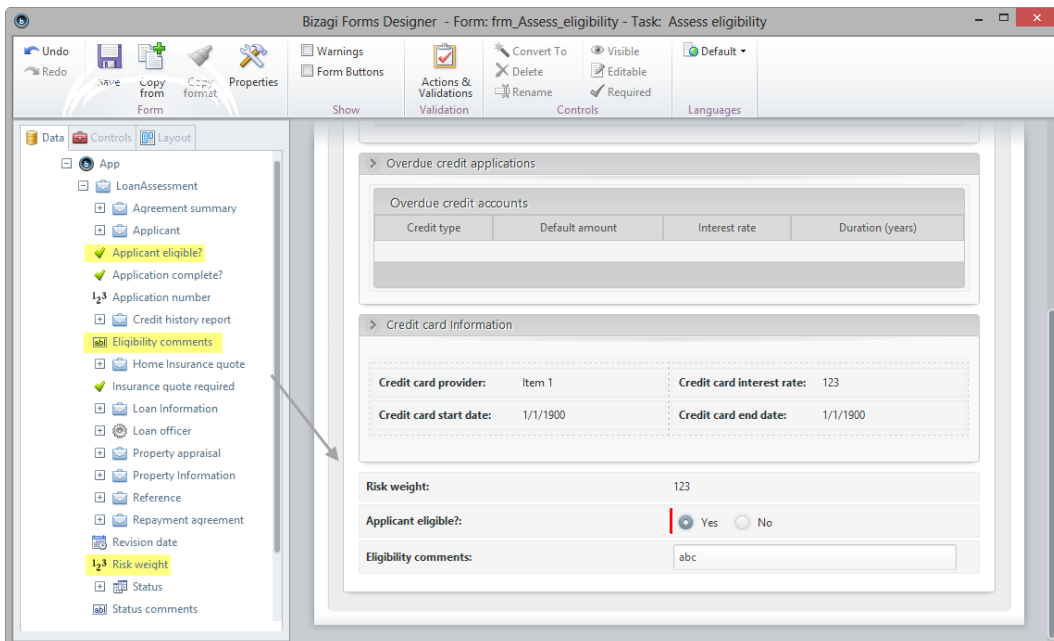 Bizagi Forms Designer - Form: frm_Assess_eligibility - Task: Assess eligibility
Undo
Redo
Save
Copy from
Copy format
Properties
Form
Warnings
Form Buttons
Show
Actions & Validations
Validation
Convert To
Delete
Rename
Visible
Editable
Required
Controls
Default
Languages
Data
Controls
Layout
App
LoanAssessment
Agreement summary
Applicant
Applicant eligible?
Application complete?
123 Application number
Credit history report
abl Eligibility comments
Home Insurance quote
Insurance quote required
Loan Information
Loan officer
Property appraisal
Property Information
Reference
Repayment agreement
Revision date
123 Risk weight
Status
abl Status comments
Overdue credit applications
Overdue credit accounts
Credit type Default amount Interest rate Duration (years)
Credit card Information
Credit card provider: Item 1 Credit card interest rate: 123
Credit card start date: 1/1/1900 Credit card end date: 1/1/1900
Risk weight: 123
Applicant eligible?: Yes No
Eligibility comments: abc